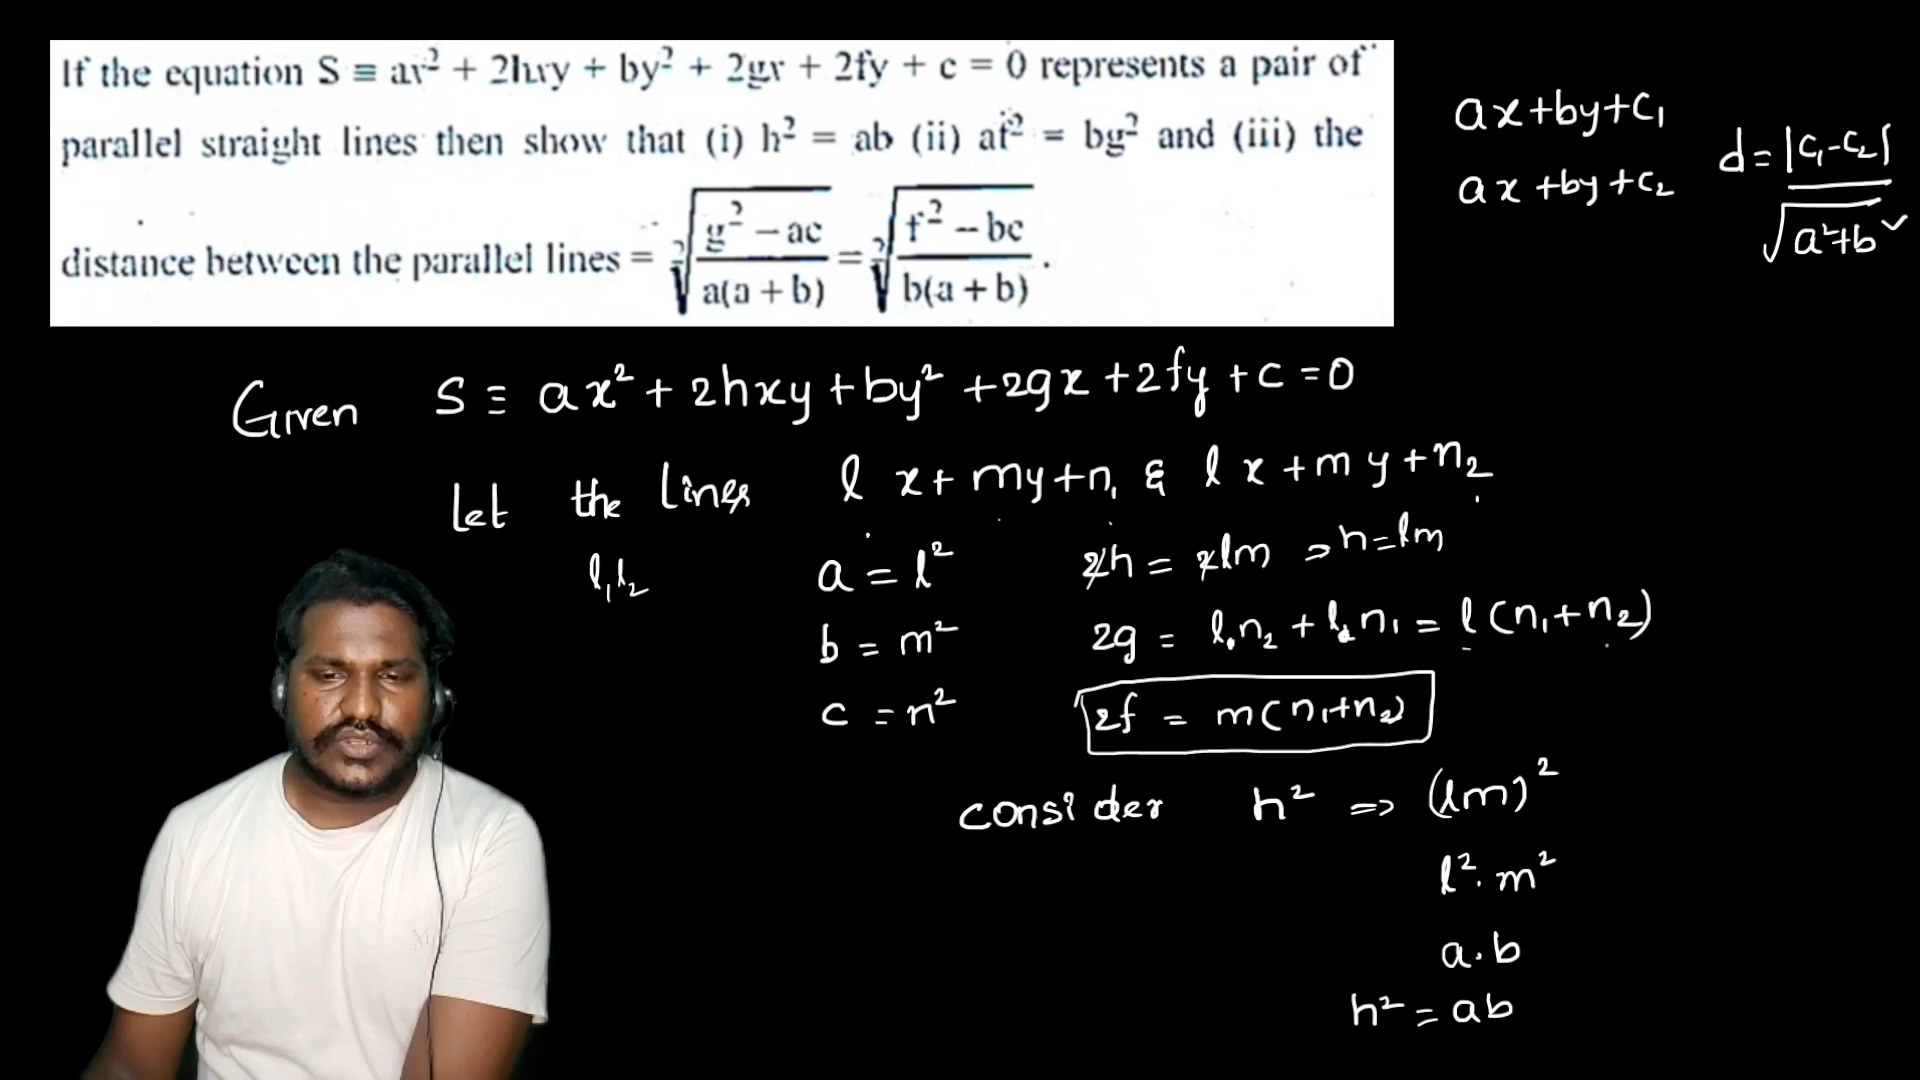 If the equation S ≡ ax² + 2hxy + by² + 2gx + 2fy + c = 0 represents a pair of
parallel straight lines then show that (i) h² = ab (ii) af² = bg² and (iii) the
distance between the parallel lines = 2√((g² – ac)/(a(a + b))) = 2√((f² – bc)/(b(a + b))).
ax+by+c₁
ax+by+c₂
d = |c₁-c₂| / √(a²+b
Given S ≡ ax² + 2hxy + by² + 2gx + 2fy + c = 0
Let the lines l x + my + n₁ & l x + m y + n₂
l₁l₂
a = l² 2h = 2lm ⇒ h = lm
b = m² 2g = l₁n₂ + l₂n₁ = l(n₁+n₂)
c = n² 2f = m(n₁+n₂)
consider h² ⇒ (lm)²
l².m²
a.b
h² = ab